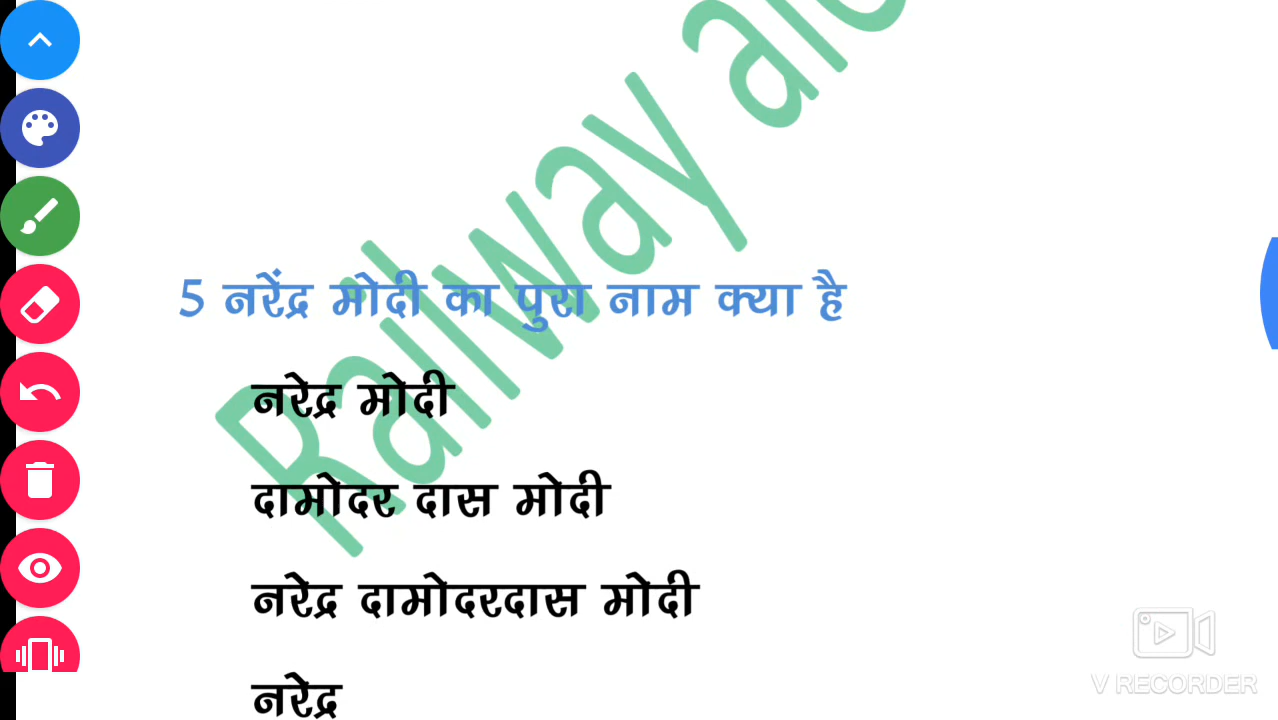 Railway
5 नरेंद्र मोदी का पुरा नाम क्या है
नरेद्र मोदी
दामोदर दास मोदी
नरेद्र दामोदरदास मोदी
नरेद्र
V RECORDER